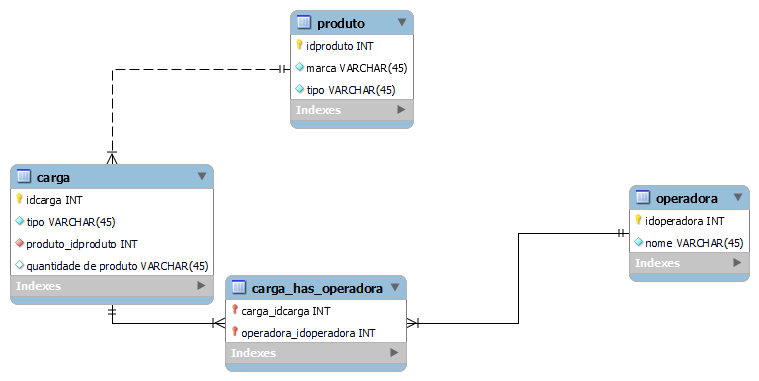 produto
idproduto INT
marca VARCHAR(45)
tipo VARCHAR(45)
Indexes
carga
idcarga INT
tipo VARCHAR(45)
produto_idproduto INT
quantidade de produto VARCHAR(45)
Indexes
operadora
idoperadora INT
nome VARCHAR(45)
Indexes
carga_has_operadora
carga_idcarga INT
operadora_idoperadora INT
Indexes